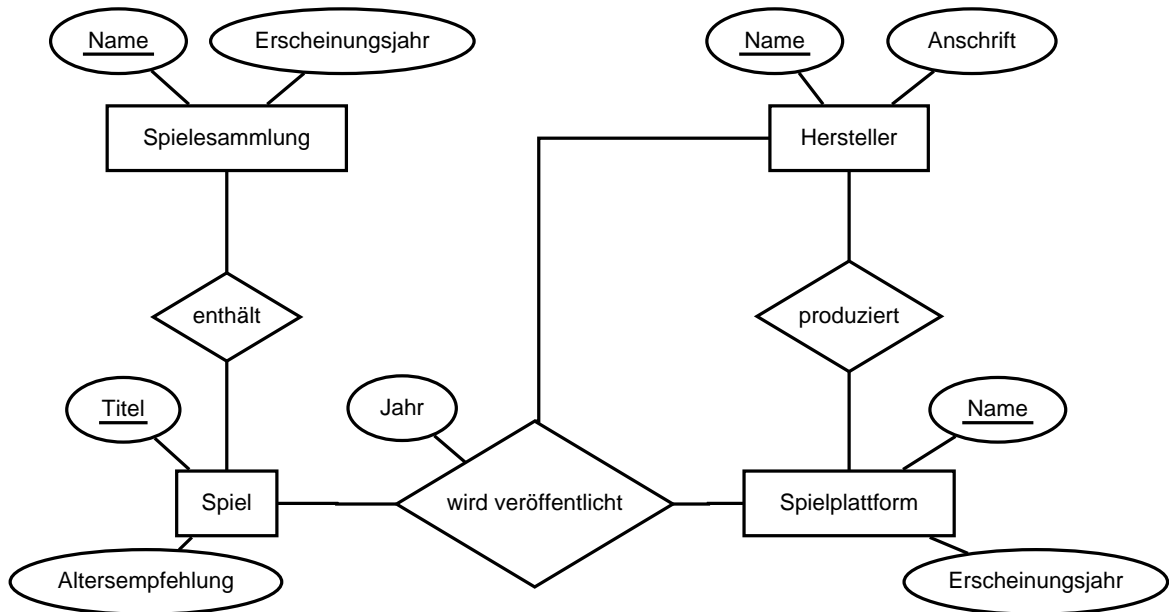 Name
Erscheinungsjahr
Name
Anschrift
Spielesammlung
Hersteller
enthält
produziert
Titel
Jahr
Name
Spiel
wird veröffentlicht
Spielplattform
Altersempfehlung
Erscheinungsjahr